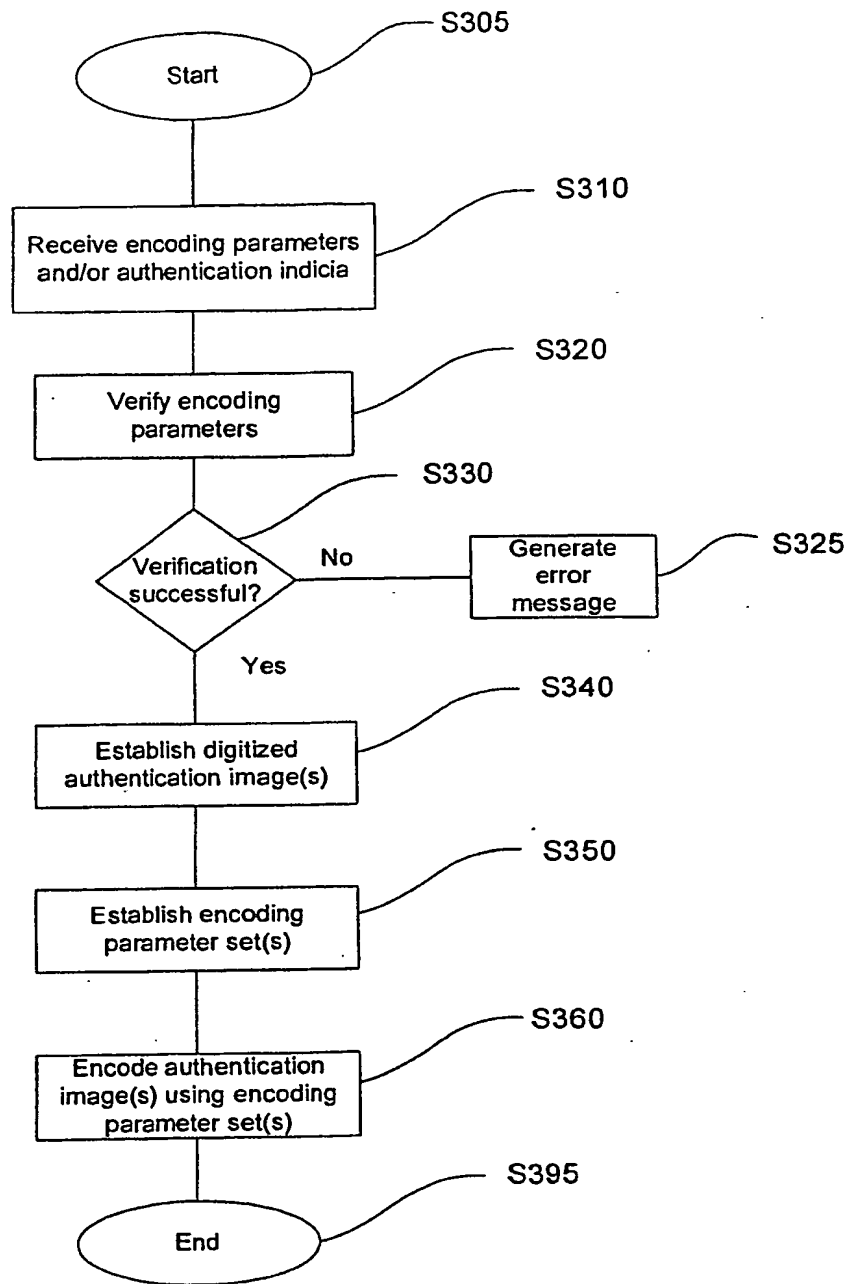 S305
Start
S310
Receive encoding parameters
and/or authentication indicia
S320
Verify encoding
parameters
S330
Verification
successful?
No
Generate
error
message
S325
Yes
S340
Establish digitized
authentication image(s)
S350
Establish encoding
parameter set(s)
S360
Encode authentication
image(s) using encoding
parameter set(s)
S395
End